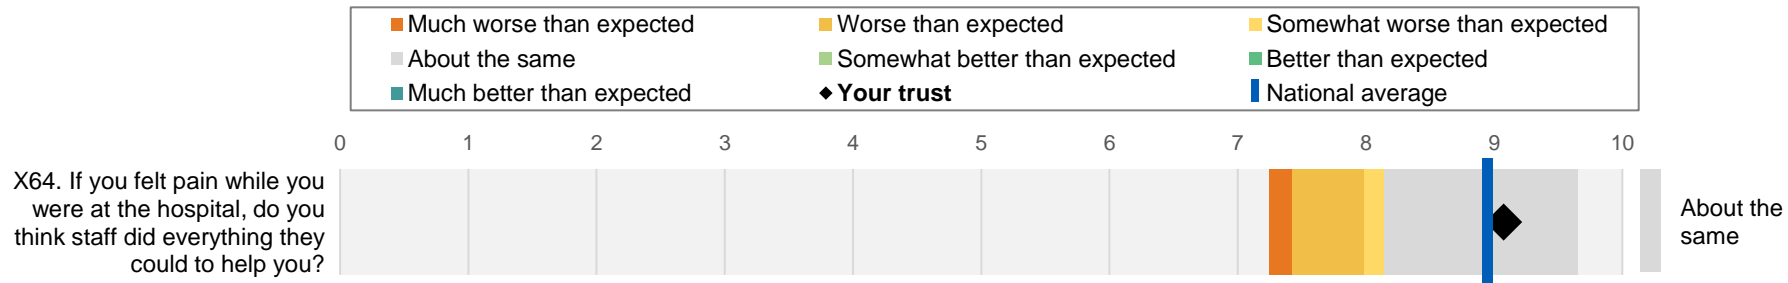 Much worse than expected
Worse than expected
Somewhat worse than expected
About the same
Somewhat better than expected
Better than expected
Much better than expected
Your trust
National average
0 1 2 3 4 5 6 7 8 9 10
X64. If you felt pain while you
were at the hospital, do you
think staff did everything they
could to help you?
About the
same